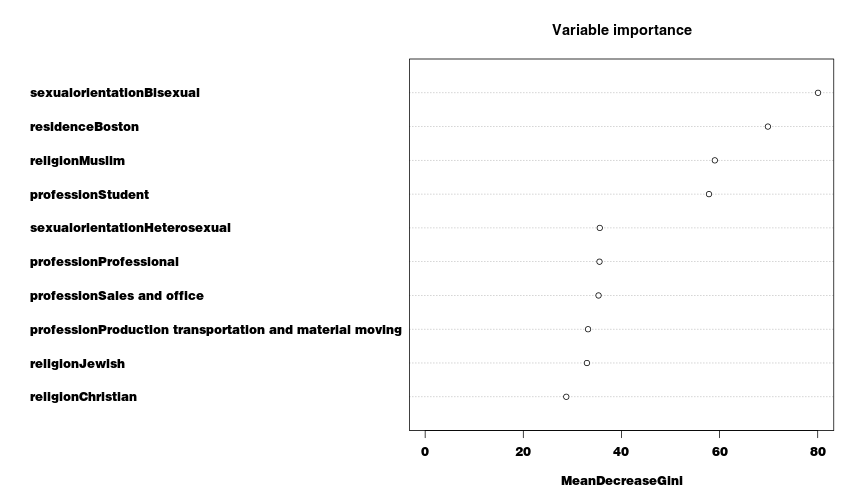 Variable importance
sexualorientationBisexual
residenceBoston
religionMuslim
professionStudent
sexualorientationHeterosexual
professionProfessional
professionSales and office
professionProduction transportation and material moving
religionJewish
religionChristian
0 20 40 60 80
MeanDecreaseGini